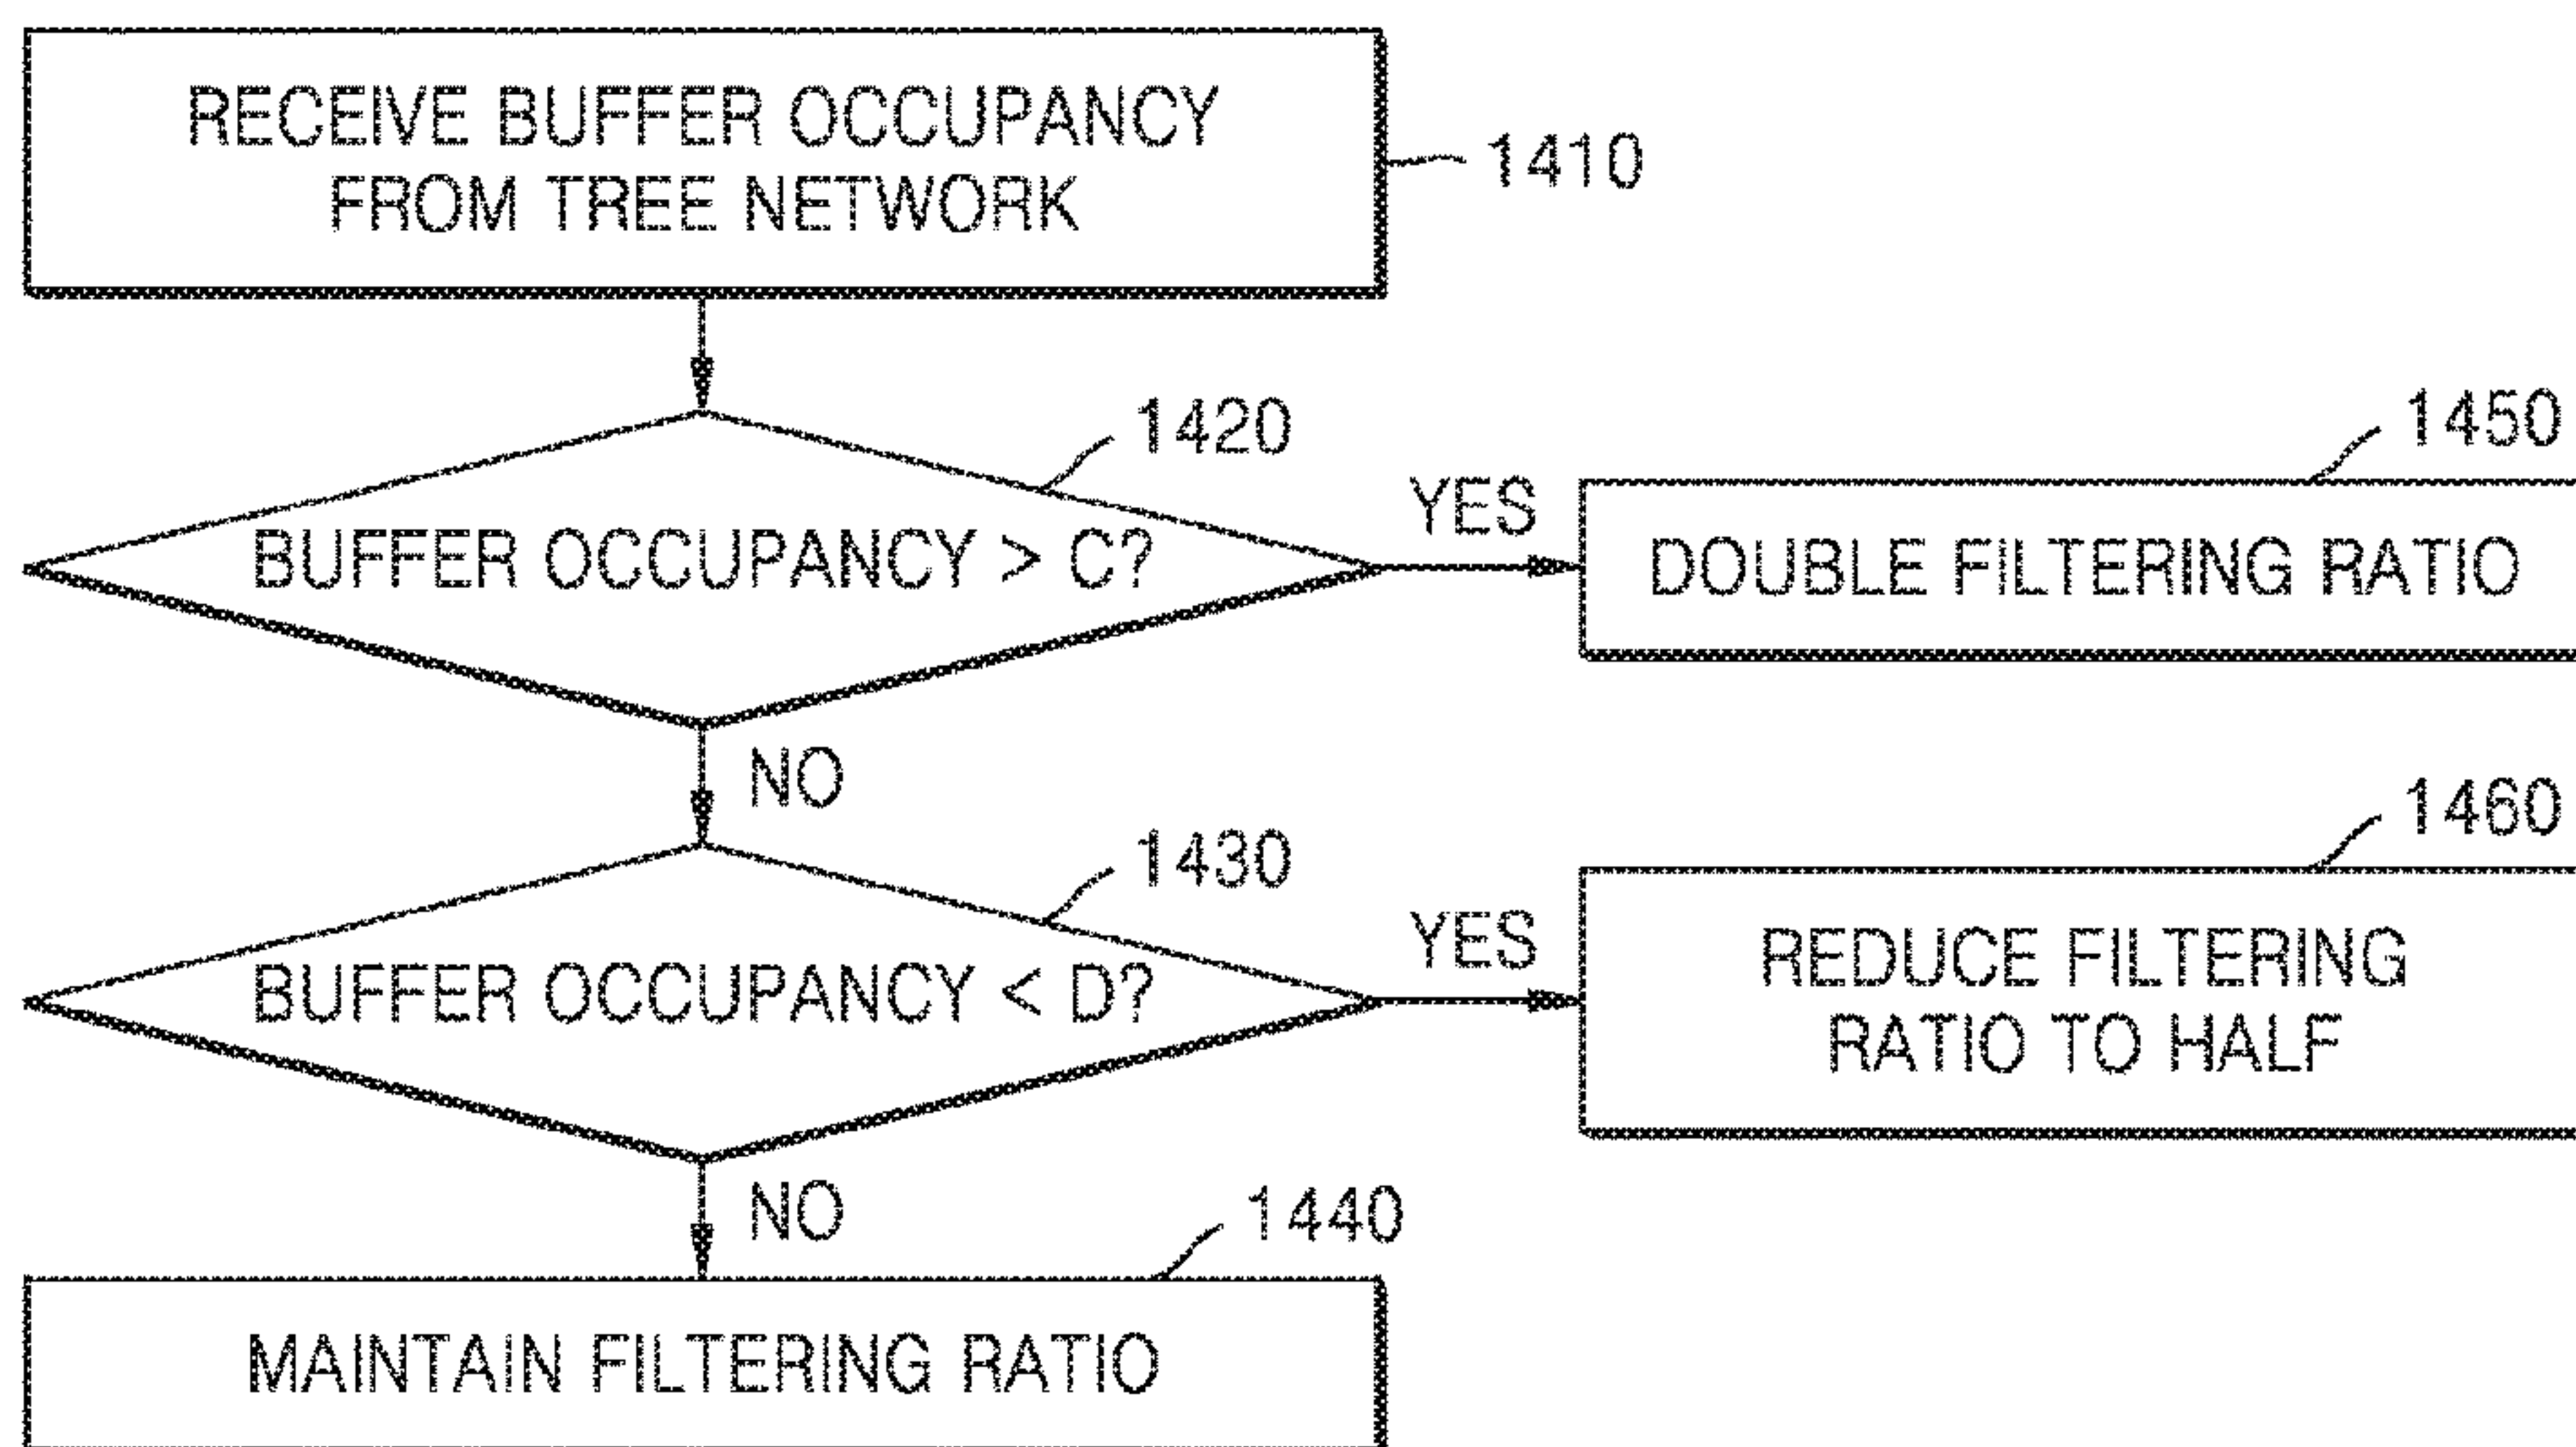 RECEIVE BUFFER OCCUPANCY
FROM TREE NETWORK
1410
1420
BUFFER OCCUPANCY > C?
YES
1450
DOUBLE FILTERING RATIO
NO
1430
BUFFER OCCUPANCY < D?
YES
1460
REDUCE FILTERING
RATIO TO HALF
NO
1440
MAINTAIN FILTERING RATIO